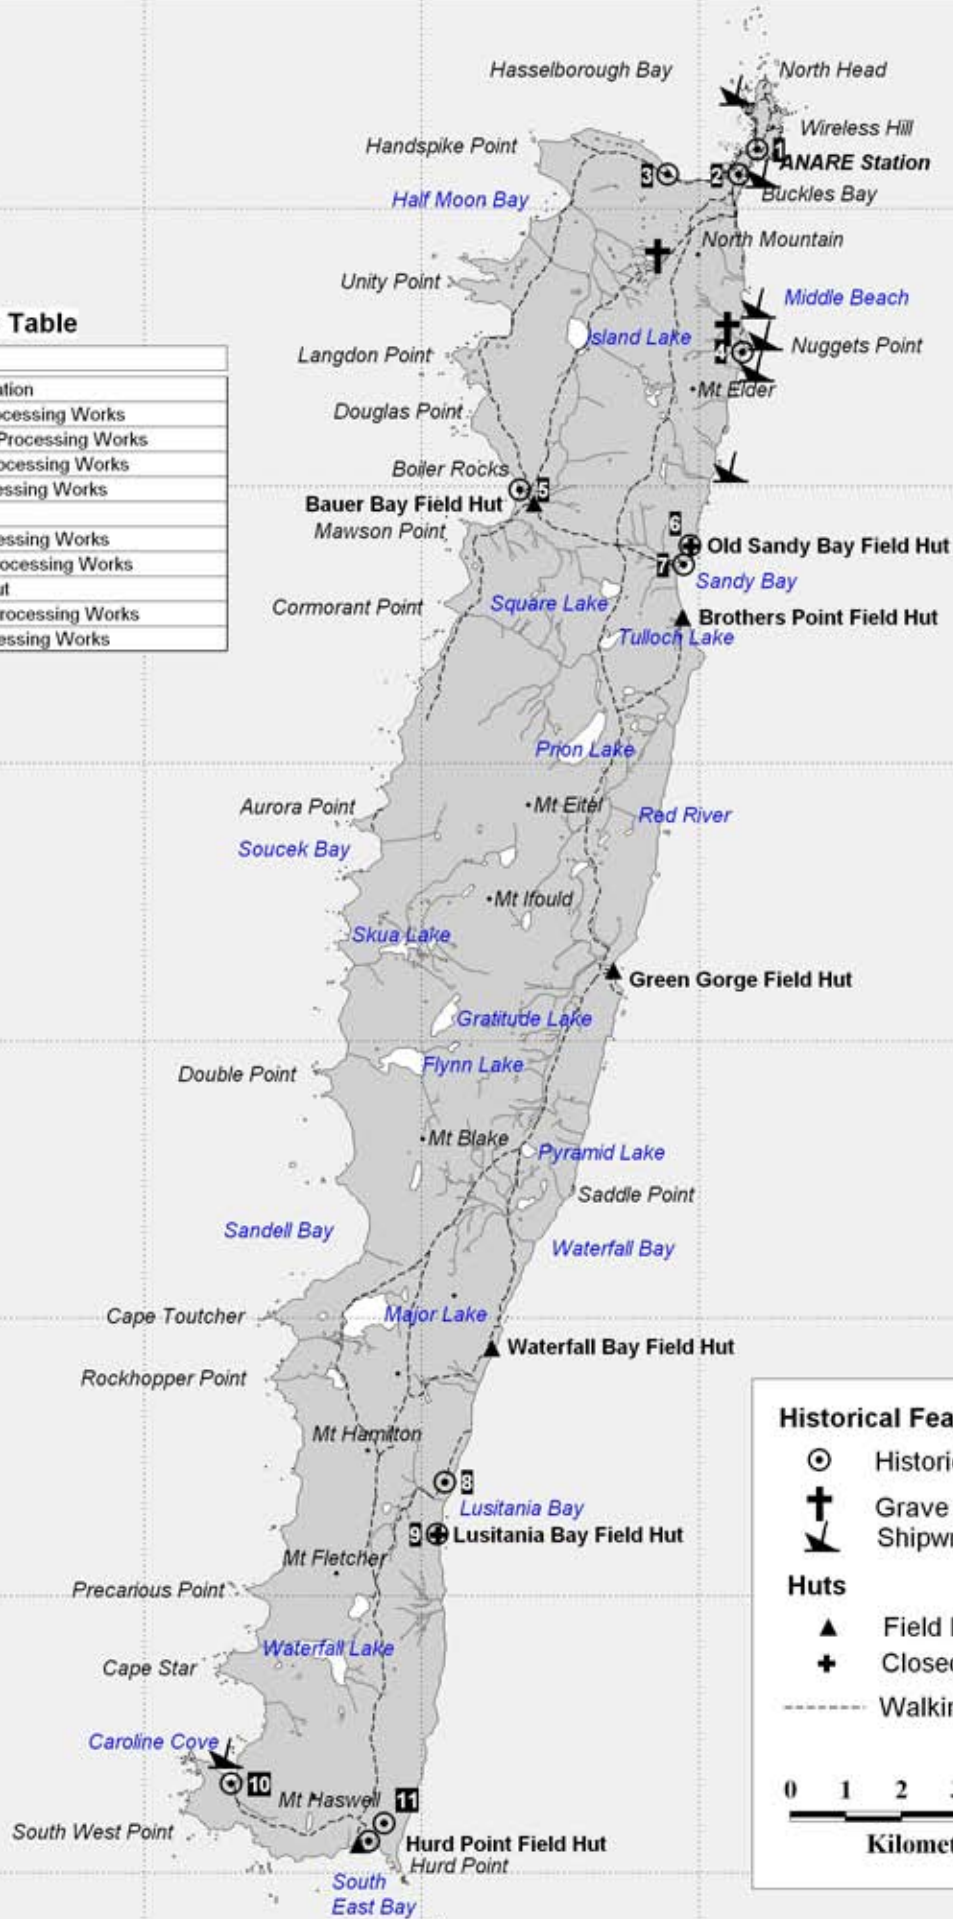 Hasselborough Bay
North Head
Wireless Hill
Handspike Point
1
ANARE Station
3
2
Half Moon Bay
Buckles Bay
North Mountain
Unity Point
Middle Beach
Table
Island Lake
Langdon Point
4
Nuggets Point
Mt Elder
ation
ocessing Works
Processing Works
ocessing Works
essing Works
essing Works
rocessing Works
ut
rocessing Works
essing Works
Douglas Point
Boiler Rocks
5
Bauer Bay Field Hut
Mawson Point
6
Old Sandy Bay Field Hut
7
Sandy Bay
Cormorant Point
Square Lake
Brothers Point Field Hut
Tulloch Lake
Prion Lake
Aurora Point
Mt Eitel
Red River
Soucek Bay
Mt Ifould
Skua Lake
Green Gorge Field Hut
Gratitude Lake
Flynn Lake
Double Point
Mt Blake
Pyramid Lake
Saddle Point
Sandell Bay
Waterfall Bay
Cape Toutcher
Major Lake
Waterfall Bay Field Hut
Rockhopper Point
Mt Hamilton
8
Lusitania Bay
9
Lusitania Bay Field Hut
Mt Fletcher
Precarious Point
Waterfall Lake
Cape Star
Caroline Cove
10
Mt Haswell
11
South West Point
Hurd Point Field Hut
Hurd Point
South
East Bay
Historical Fea
Histori
Grave
Shipw
Huts
Field
Closed
Walkin
0 1 2
Kilomet